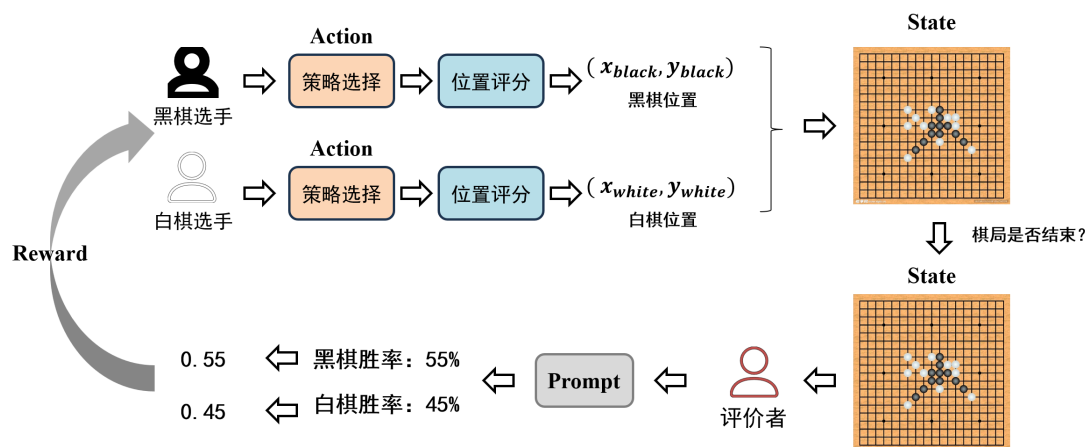 Action
State
策略选择
位置评分
(x_black, y_black)
黑棋位置
黑棋选手
Action
策略选择
位置评分
(x_white, y_white)
白棋位置
白棋选手
棋局是否结束?
Reward
State
0.55
黑棋胜率: 55%
Prompt
0.45
白棋胜率: 45%
评价者